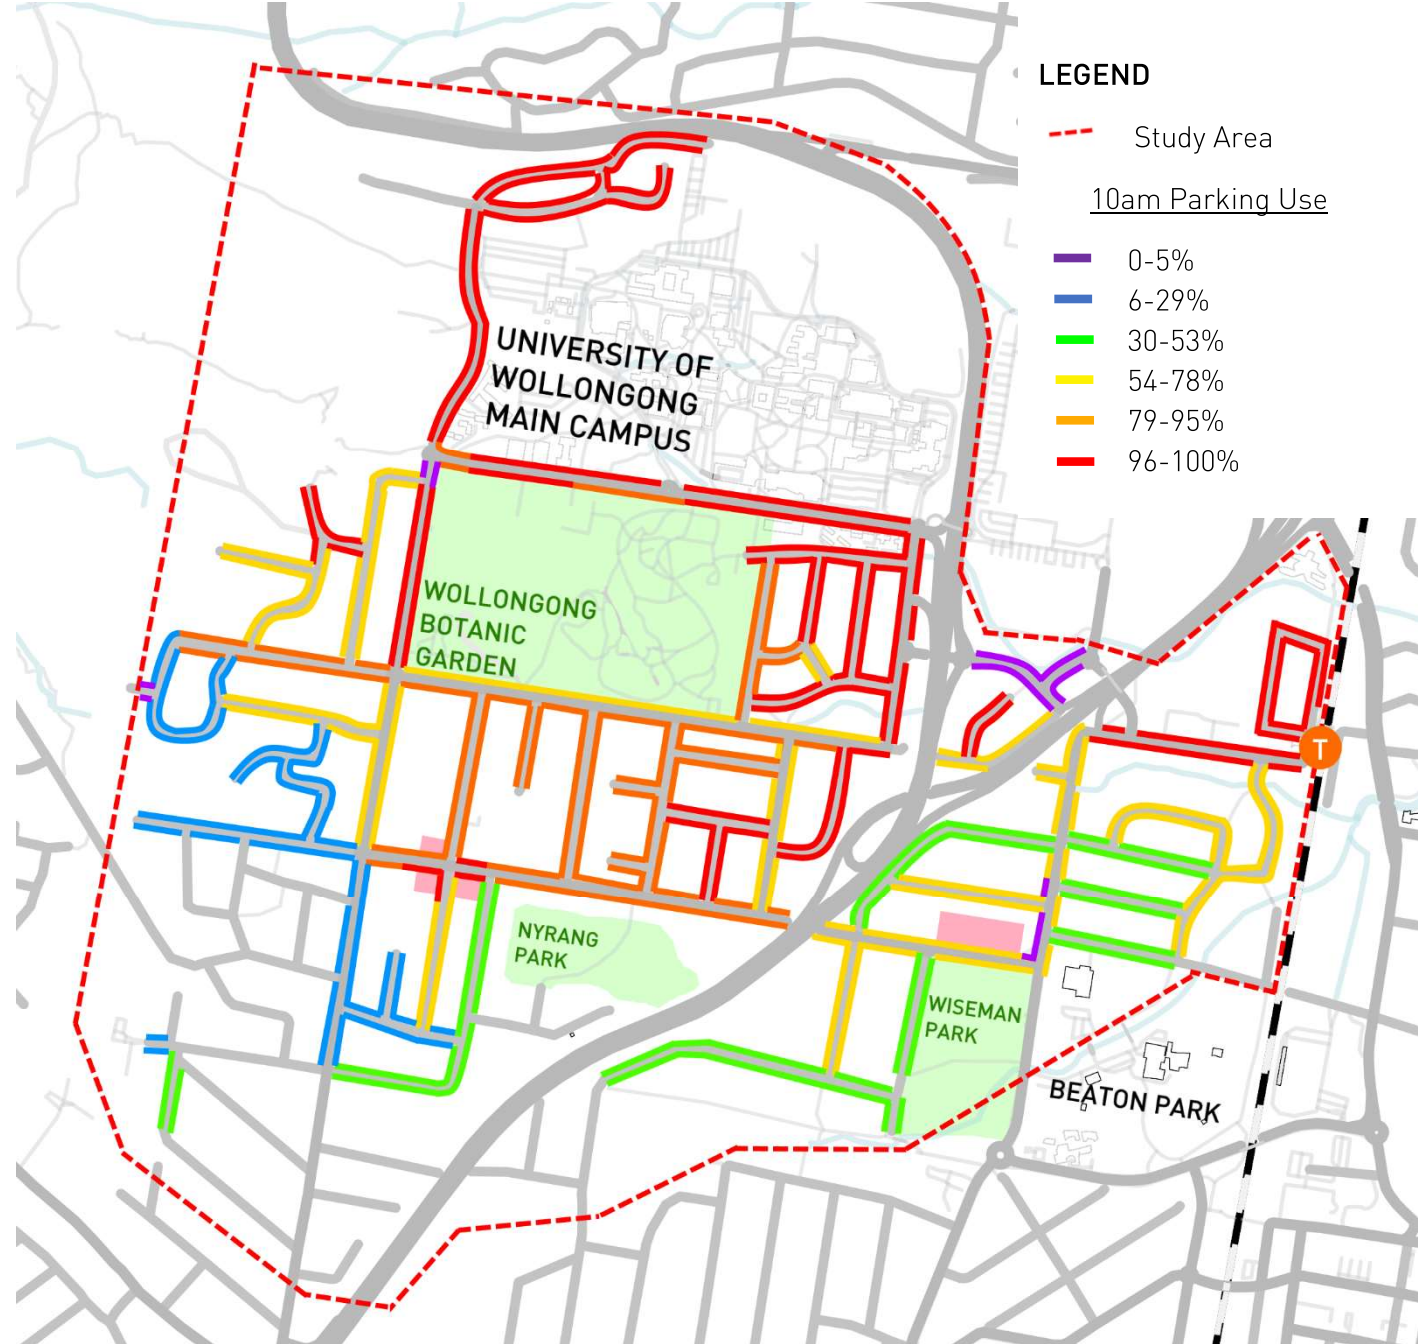 LEGEND
Study Area
10am Parking Use
0-5%
6-29%
30-53%
54-78%
79-95%
96-100%
UNIVERSITY OF
WOLLONGONG
MAIN CAMPUS
WOLLONGONG
BOTANIC
GARDEN
T
NYRANG
PARK
WISEMAN
PARK
BEATON PARK